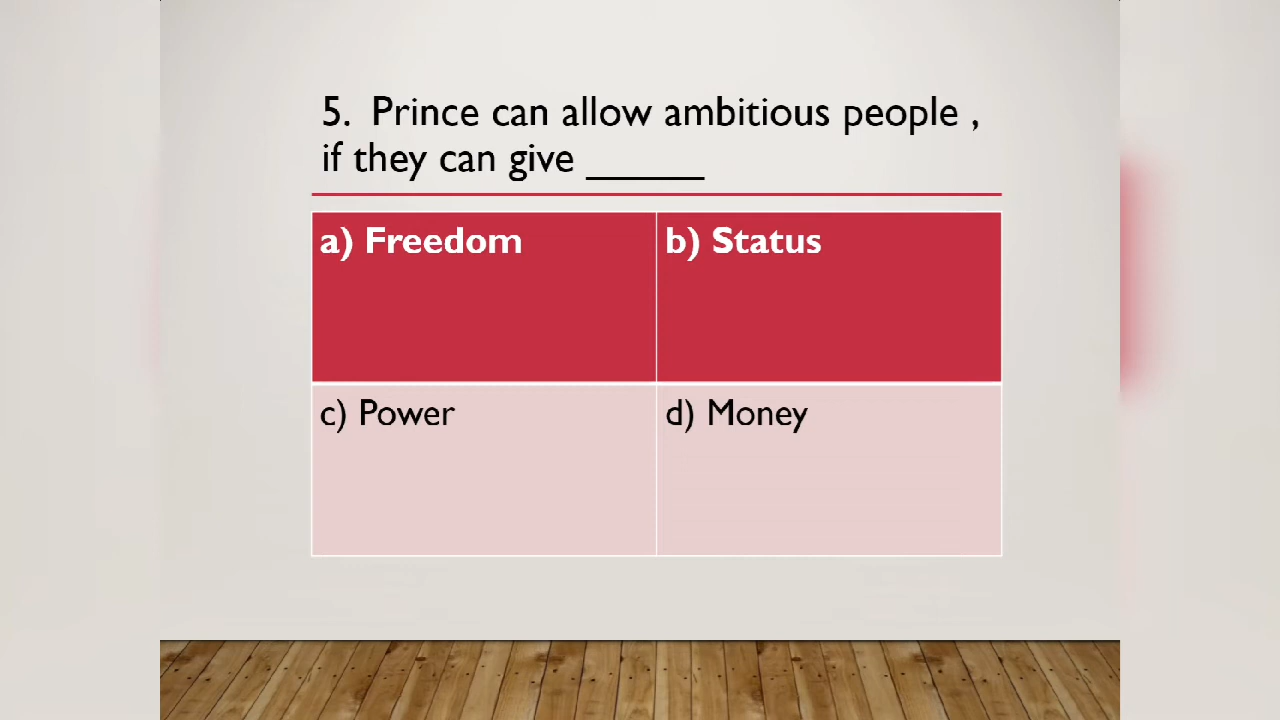 5. Prince can allow ambitious people ,
if they can give ______
a) Freedom
b) Status
c) Power
d) Money